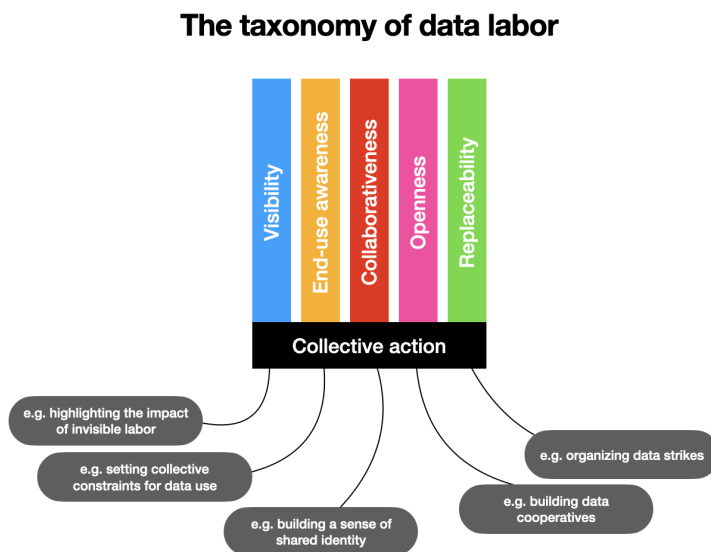 The taxonomy of data labor
Visibility
End-use awareness
Collaborativeness
Openness
Replaceability
Collective action
e.g. highlighting the impact
of invisible labor
e.g. setting collective
constraints for data use
e.g. building a sense of
shared identity
e.g. building data
cooperatives
e.g. organizing data strikes